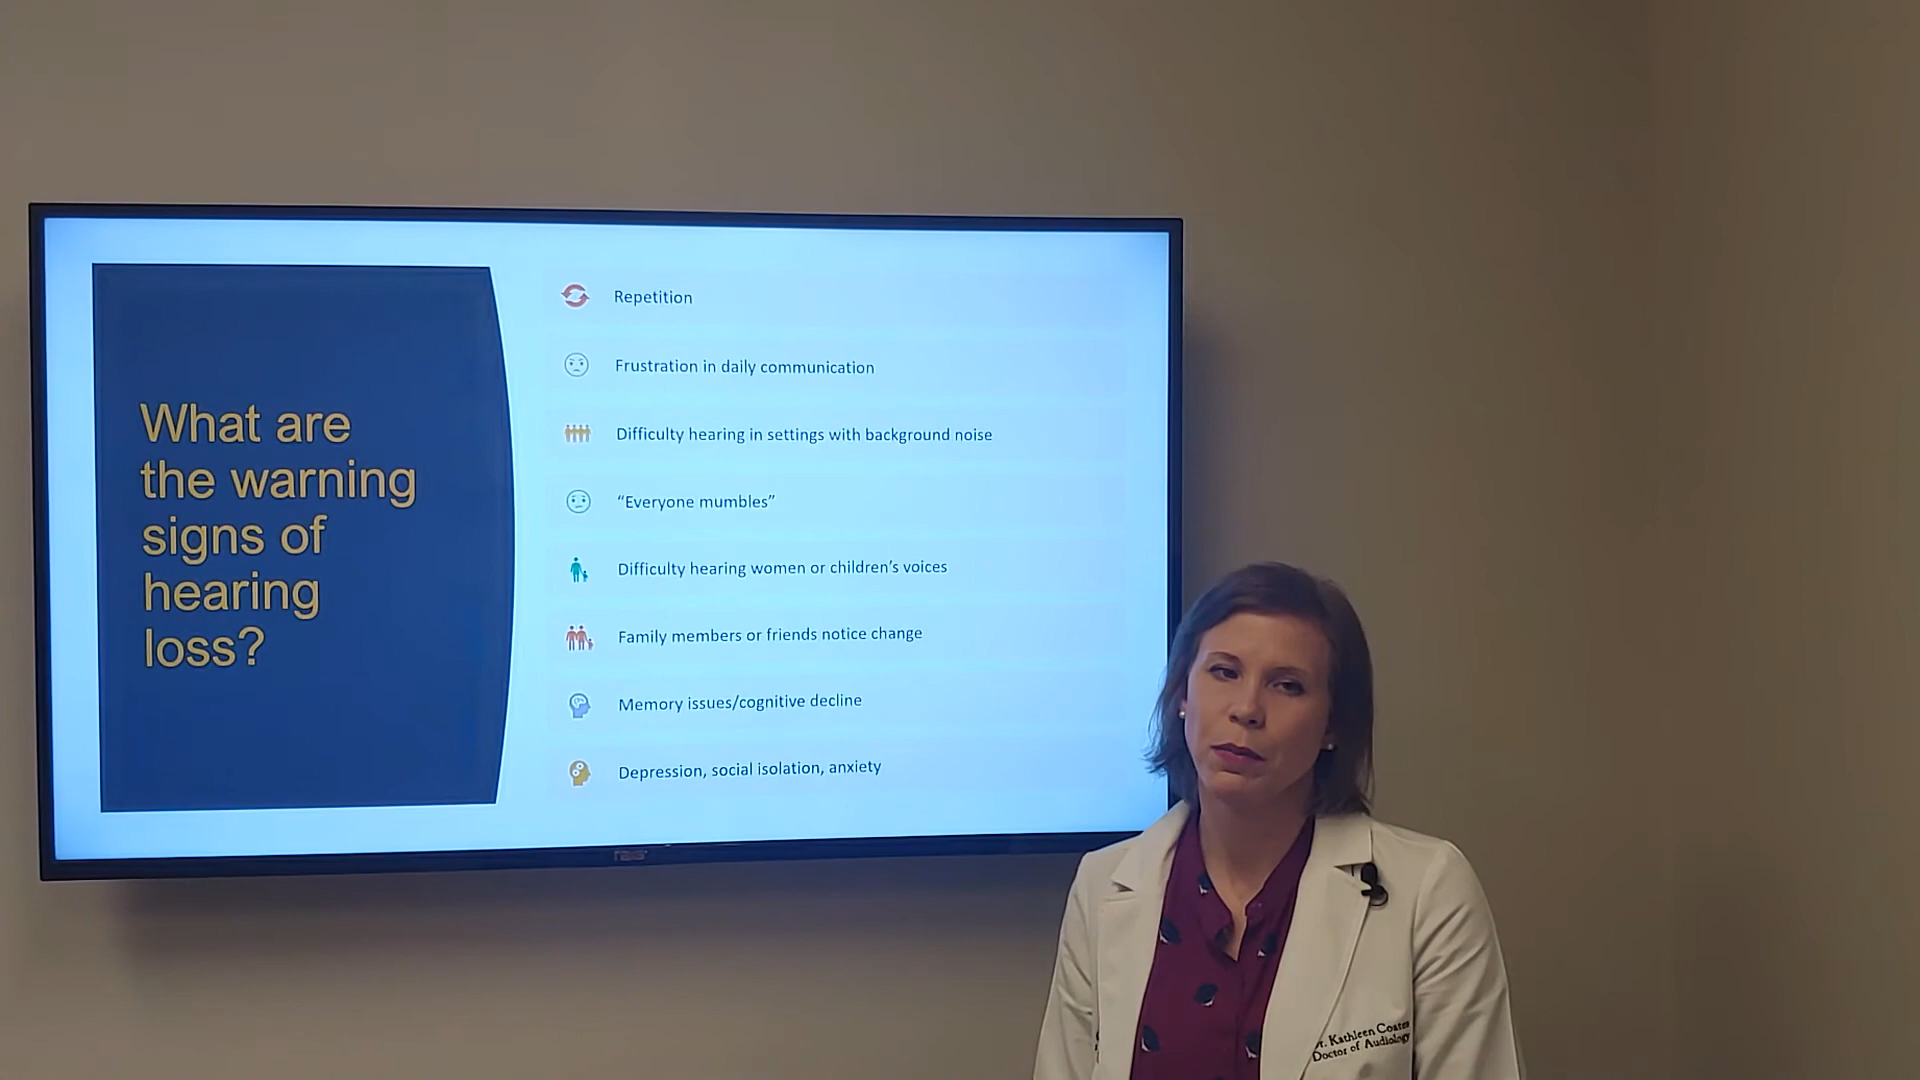 What are
the warning
signs of
hearing
loss?
Repetition
Frustration in daily communication
Difficulty hearing in settings with background noise
“Everyone mumbles”
Difficulty hearing women or children’s voices
Family members or friends notice change
Memory issues/cognitive decline
Depression, social isolation, anxiety
Kathleen Coates
Doctor of Audiology